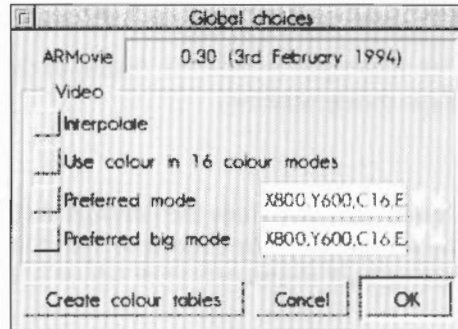 Global choices
ARMovie 0.30 (3rd February 1994)
Video
Interpolate
Use colour in 16 colour modes
Preferred mode X800,Y600,C16,E
Preferred big mode X800,Y600,C16,E
Create colour tables Cancel OK